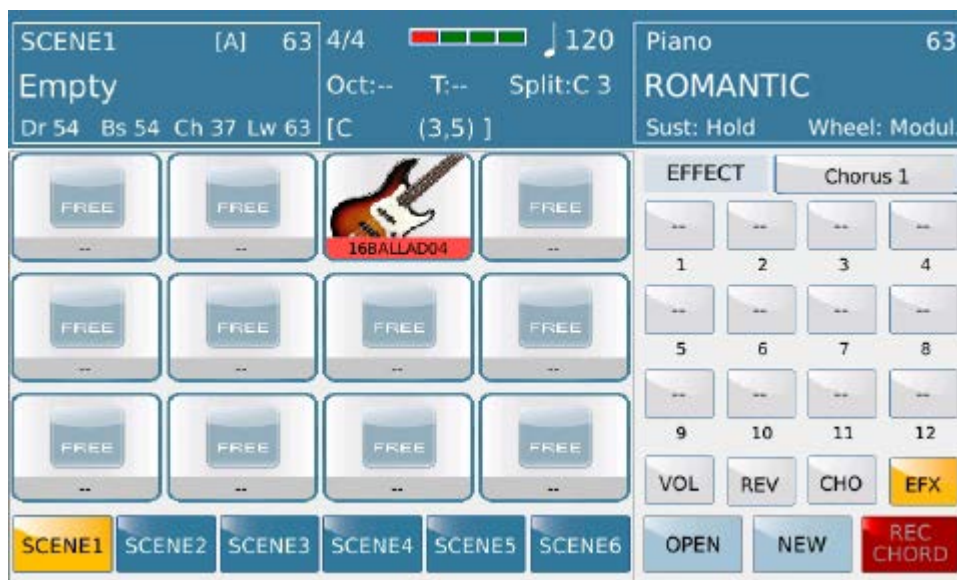 SCENE1 [A] 63
Empty
Dr 54 Bs 54 Ch 37 Lw 63
4/4 120
Oct:-- T:-- Split:C 3
[C (3,5) ]
Piano 63
ROMANTIC
Sust: Hold Wheel: Modul.
FREE FREE FREE
-- -- 16BALLAD04 --
FREE FREE FREE FREE
-- -- -- --
FREE FREE FREE FREE
-- -- -- --
SCENE1 SCENE2 SCENE3 SCENE4 SCENE5 SCENE6
EFFECT Chorus 1
-- -- -- --
1 2 3 4
-- -- -- --
5 6 7 8
-- -- -- --
9 10 11 12
VOL REV CHO EFX
OPEN NEW REC
CHORD